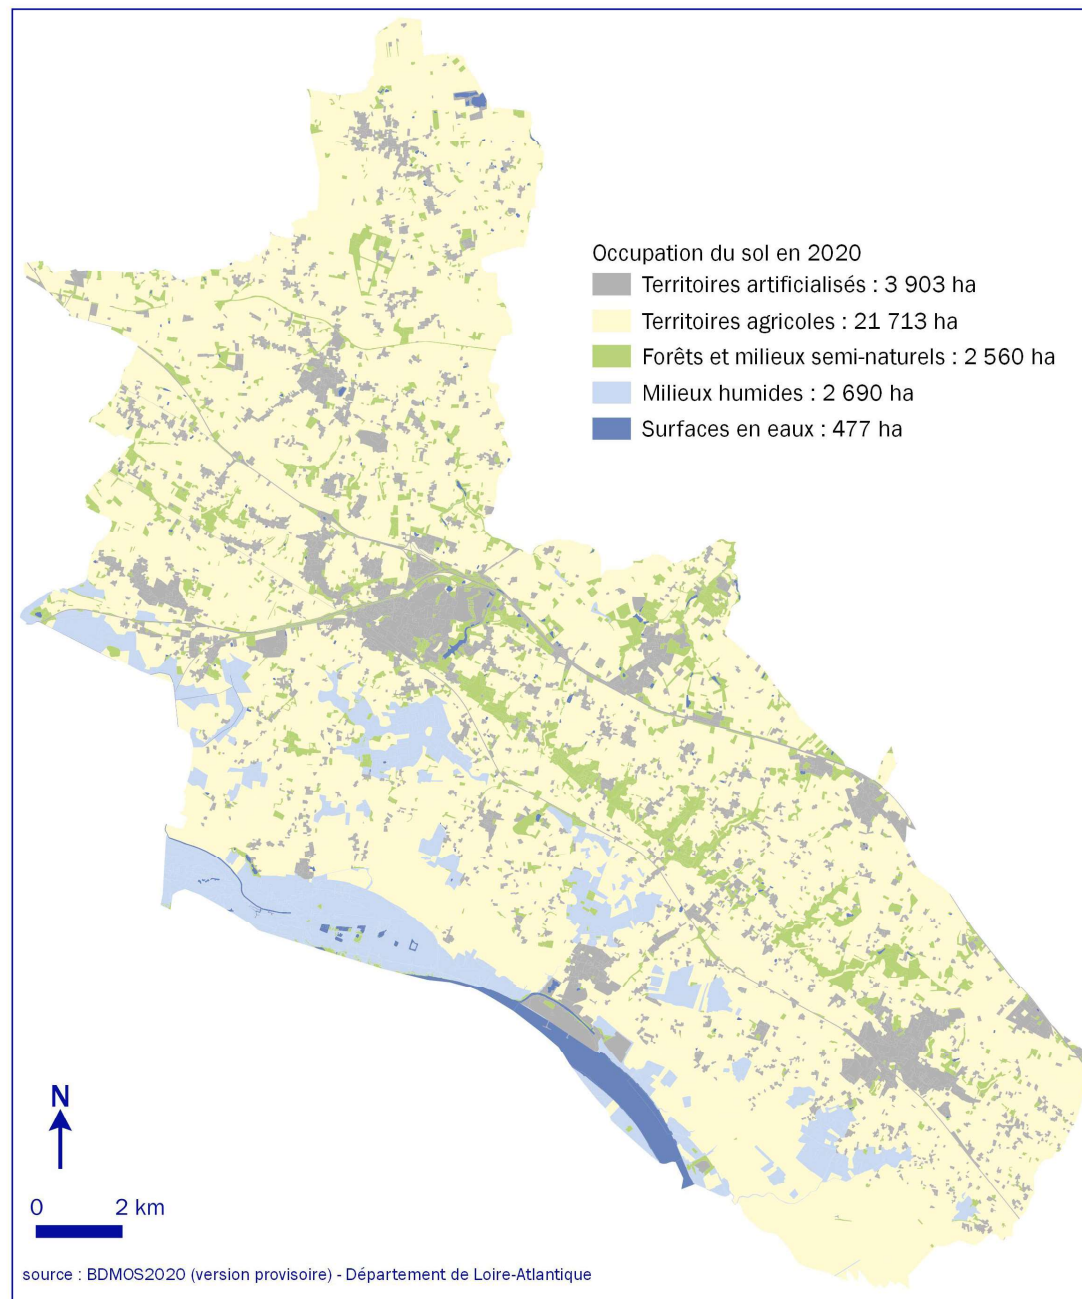 Occupation du sol en 2020
Territoires artificialisés : 3 903 ha
Territoires agricoles : 21 713 ha
Forêts et milieux semi-naturels : 2 560 ha
Milieux humides : 2 690 ha
Surfaces en eaux : 477 ha
N
0 2 km
source : BDMOS2020 (version provisoire) - Département de Loire-Atlantique